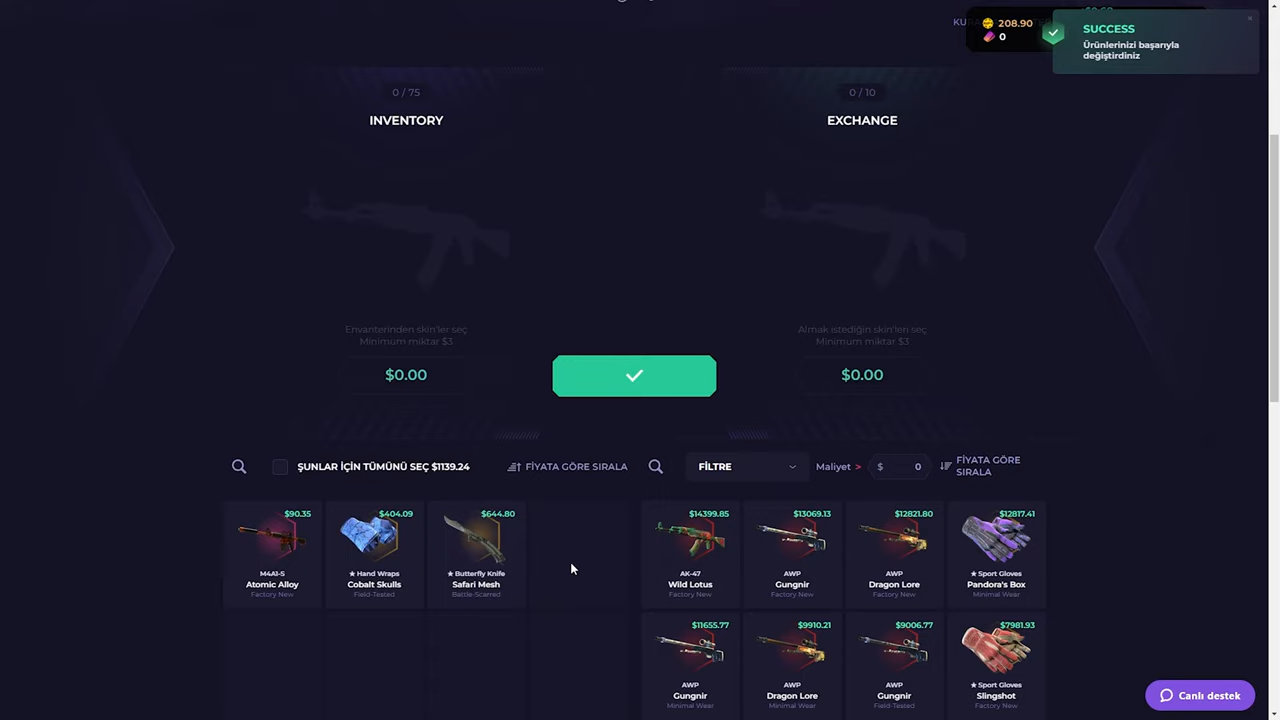 208.90
0
SUCCESS
Ürünlerinizi başarıyla
değiştirdiniz
0 / 75
INVENTORY
0 / 10
EXCHANGE
Envanterinden skin'ler seç
Minimum miktar $3
$0.00
Almak istediğin skin'leri seç
Minimum miktar $3
$0.00
ŞUNLAR İÇİN TÜMÜNÜ SEÇ $1139.24
FİYATA GÖRE SIRALA
FİLTRE
Maliyet >
$ 0
FİYATA GÖRE
SIRALA
$90.35
M4A1-S
Atomic Alloy
Factory New
$404.09
★ Hand Wraps
Cobalt Skulls
Field-Tested
$644.80
★ Butterfly Knife
Safari Mesh
Battle-Scarred
$14399.85
AK-47
Wild Lotus
Factory New
$13069.13
AWP
Gungnir
Factory New
$12821.80
AWP
Dragon Lore
Factory New
$12817.41
★ Sport Gloves
Pandora's Box
Minimal Wear
$11655.77
AWP
Gungnir
Minimal Wear
$9910.21
AWP
Dragon Lore
Minimal Wear
$9006.77
AWP
Gungnir
Field-Tested
$7981.93
★ Sport Gloves
Slingshot
Factory New
Canlı destek